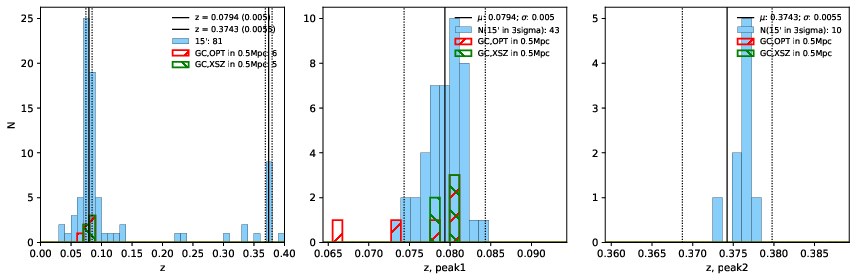 z = 0.0794 (0.005)
z = 0.3743 (0.0055)
15': 81
GC,OPT in 0.5Mpc: 6
GC,XSZ in 0.5Mpc: 5
N
25
20
15
10
5
0
0.00 0.05 0.10 0.15 0.20 0.25 0.30 0.35 0.40
z
μ: 0.0794; σ: 0.005
N(15' in 3sigma): 43
GC,OPT in 0.5Mpc
GC,XSZ in 0.5Mpc
10
8
6
4
2
0
0.065 0.070 0.075 0.080 0.085 0.090
z, peak1
μ: 0.3743; σ: 0.0055
N(15' in 3sigma): 10
GC,OPT in 0.5Mpc
GC,XSZ in 0.5Mpc
5
4
3
2
1
0
0.360 0.365 0.370 0.375 0.380 0.385
z, peak2